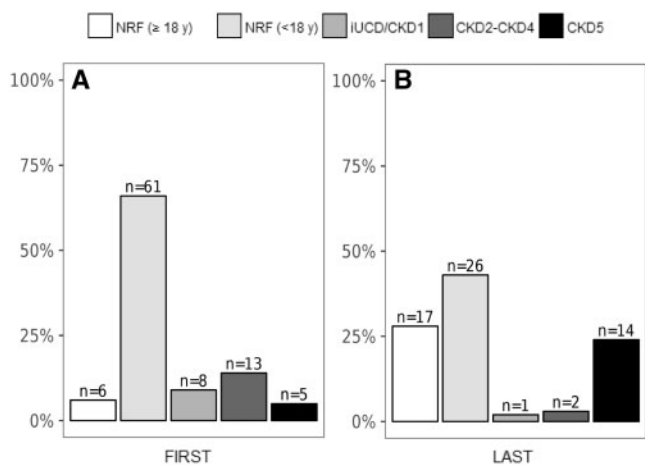 NRF (≥ 18 y) NRF (<18 y) iUCD/CKD1 CKD2-CKD4 CKD5
A
100%
75%
50%
25%
0%
n=6
n=61
n=8
n=13
n=5
FIRST
B
100%
75%
50%
25%
0%
n=17
n=26
n=1
n=2
n=14
LAST